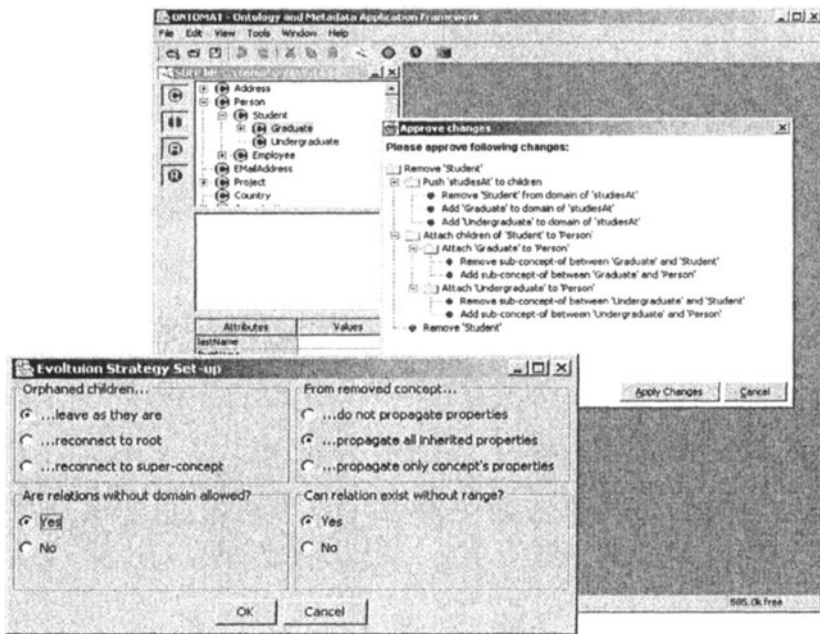 ONTOMAT - Ontology and Metadata Application Framework
File Edit View Tools Window Help
Address
Person
Student
Graduate
Undergraduate
Employee
EMailAddress
Project
Country
Attributes Values
lastName
Approve changes
Please approve following changes:
Remove 'Student'
Push 'studiesAt' to children
Remove 'Student' from domain of 'studiesAt'
Add 'Graduate' to domain of 'studiesAt'
Add 'Undergraduate' to domain of 'studiesAt'
Attach children of 'Student' to 'Person'
Attach 'Graduate' to 'Person'
Remove sub-concept-of between 'Graduate' and 'Student'
Add sub-concept-of between 'Graduate' and 'Person'
Attach 'Undergraduate' to 'Person'
Remove sub-concept-of between 'Undergraduate' and 'Student'
Add sub-concept-of between 'Undergraduate' and 'Person'
Remove 'Student'
Apply Changes Cancel
Evoltuion Strategy Set-up
Orphaned children...
...leave as they are
...reconnect to root
...reconnect to super-concept
From removed concept...
...do not propagate properties
...propagate all inherited properties
...propagate only concept's properties
Are relations without domain allowed?
Yes
No
Can relation exist without range?
Yes
No
OK Cancel
free